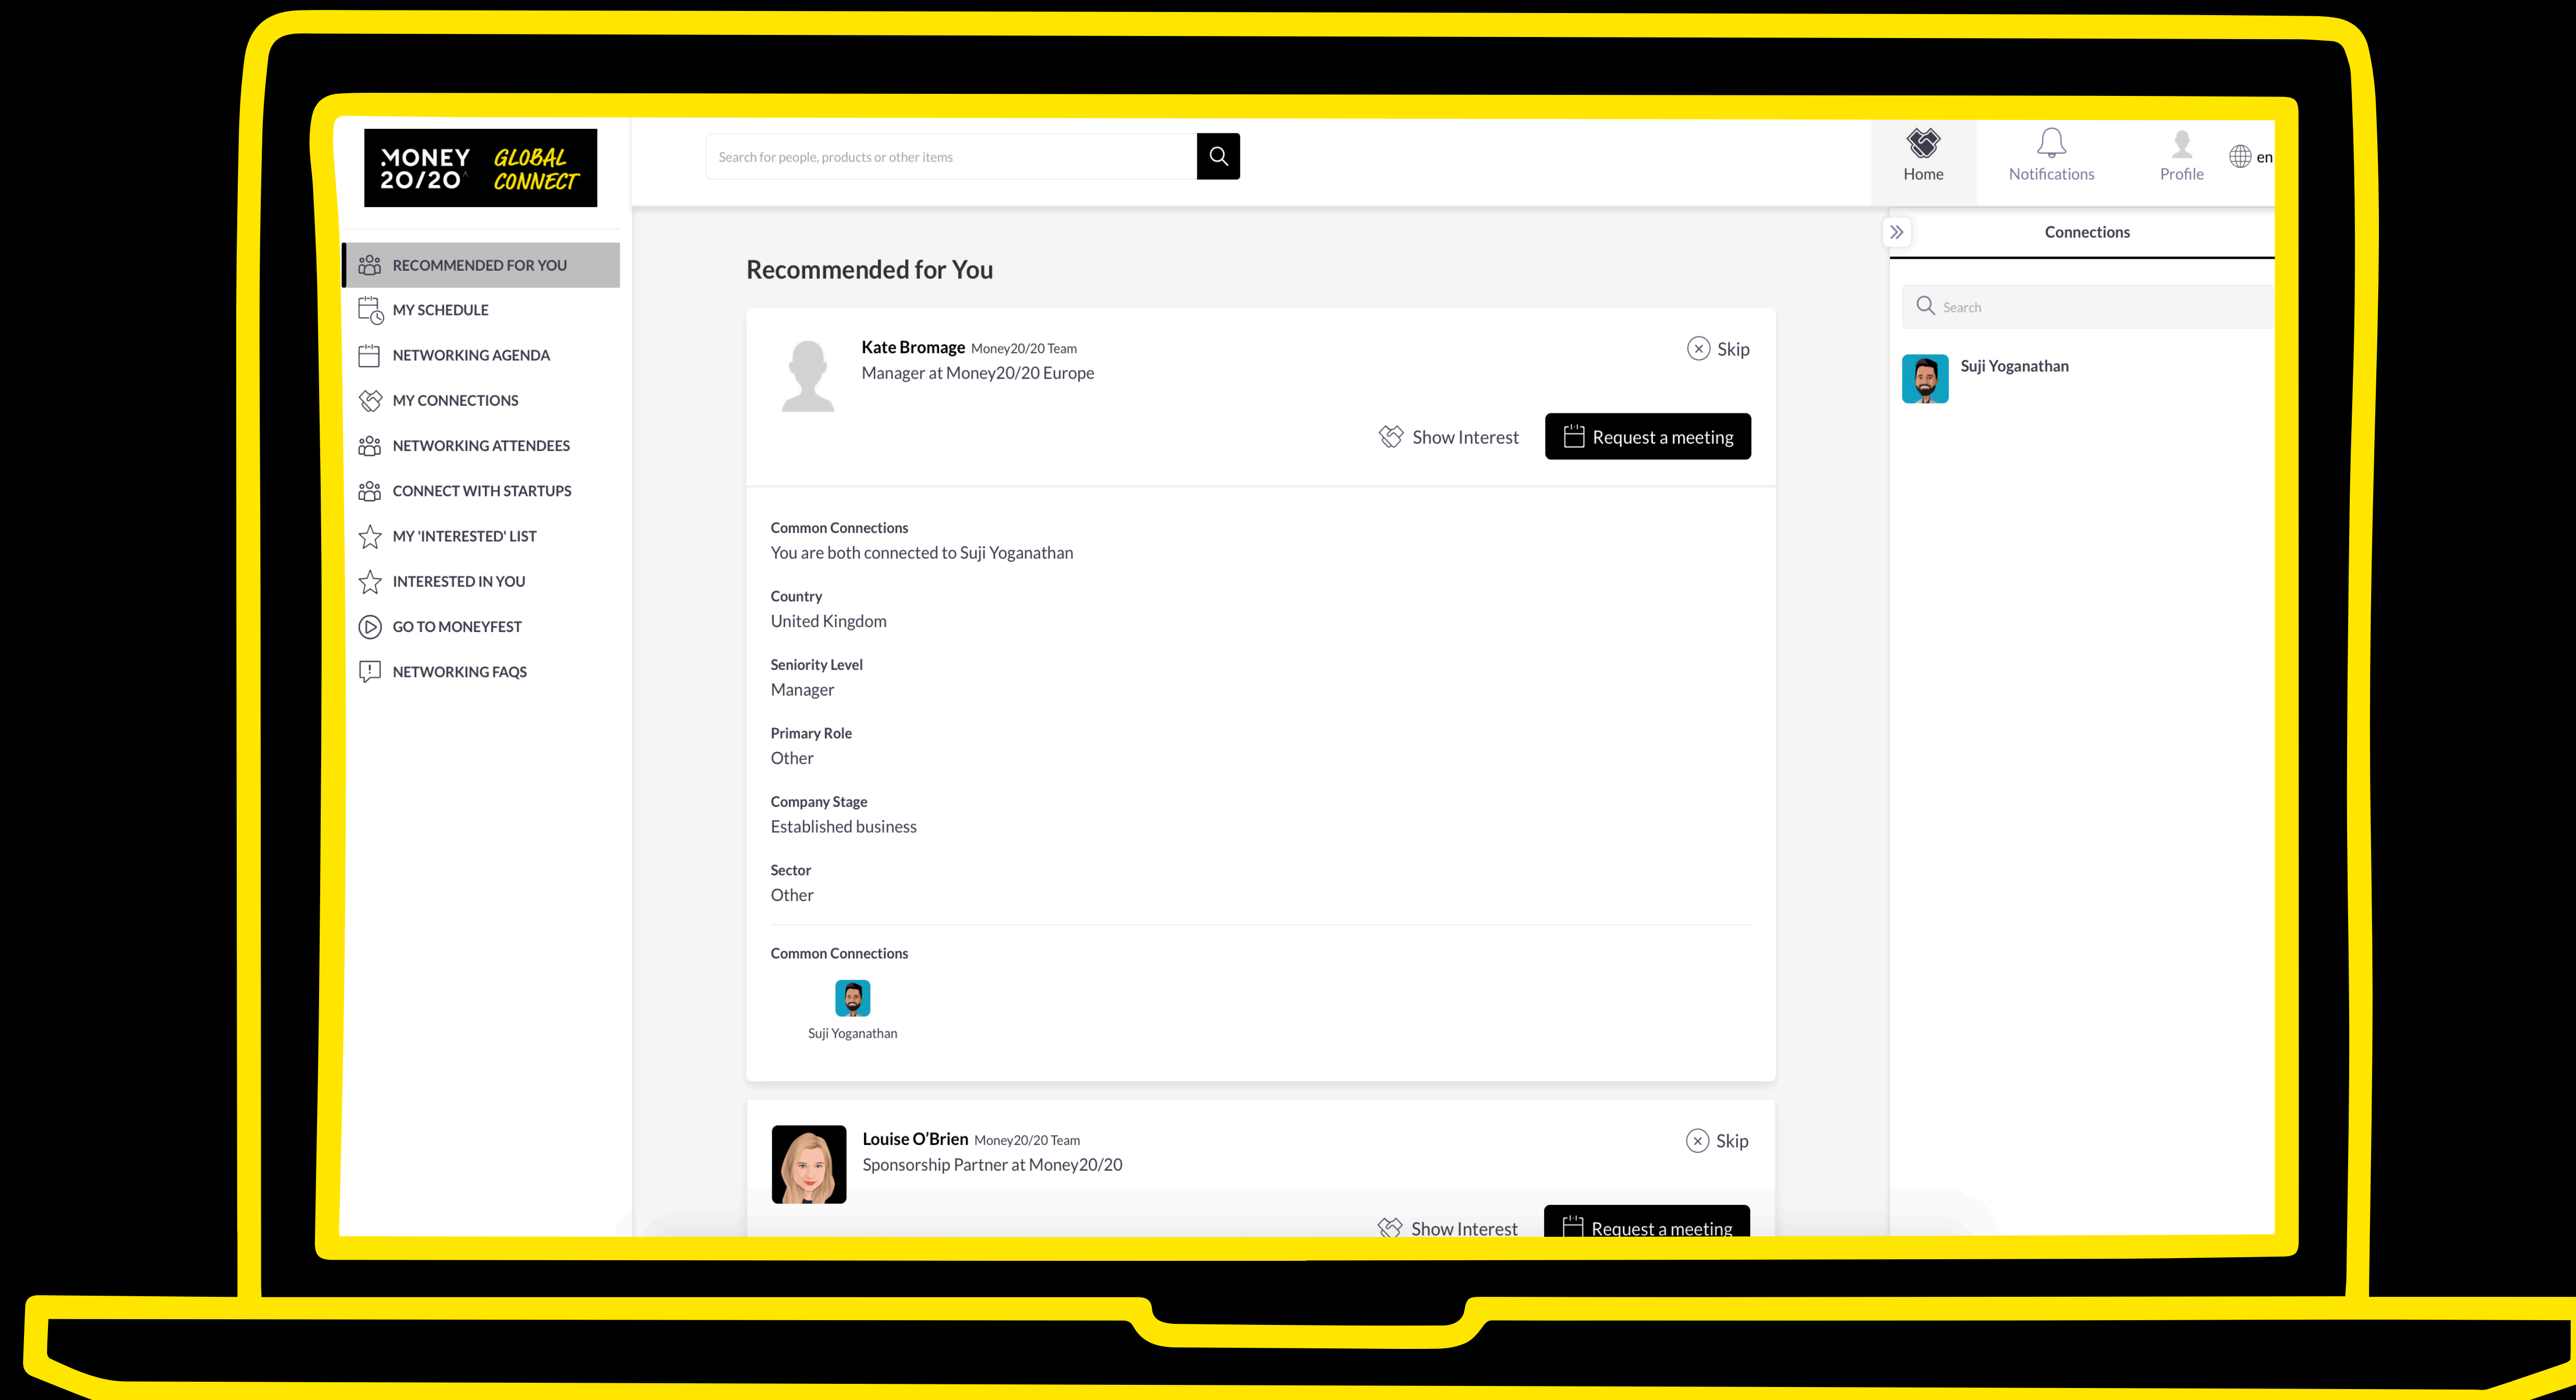 MONEY
20/20
GLOBAL
CONNECT
Search for people, products or other items
Home
Notifications
Profile
en
RECOMMENDED FOR YOU
MY SCHEDULE
NETWORKING AGENDA
MY CONNECTIONS
NETWORKING ATTENDEES
CONNECT WITH STARTUPS
MY 'INTERESTED' LIST
INTERESTED IN YOU
GO TO MONEYFEST
NETWORKING FAQS
Recommended for You
Kate Bromage Money20/20 Team
Manager at Money20/20 Europe
Skip
Show Interest
Request a meeting
Common Connections
You are both connected to Suji Yoganathan
Country
United Kingdom
Seniority Level
Manager
Primary Role
Other
Company Stage
Established business
Sector
Other
Common Connections
Suji Yoganathan
Louise O’Brien Money20/20 Team
Sponsorship Partner at Money20/20
Skip
Show Interest
Request a meeting
Connections
Search
Suji Yoganathan